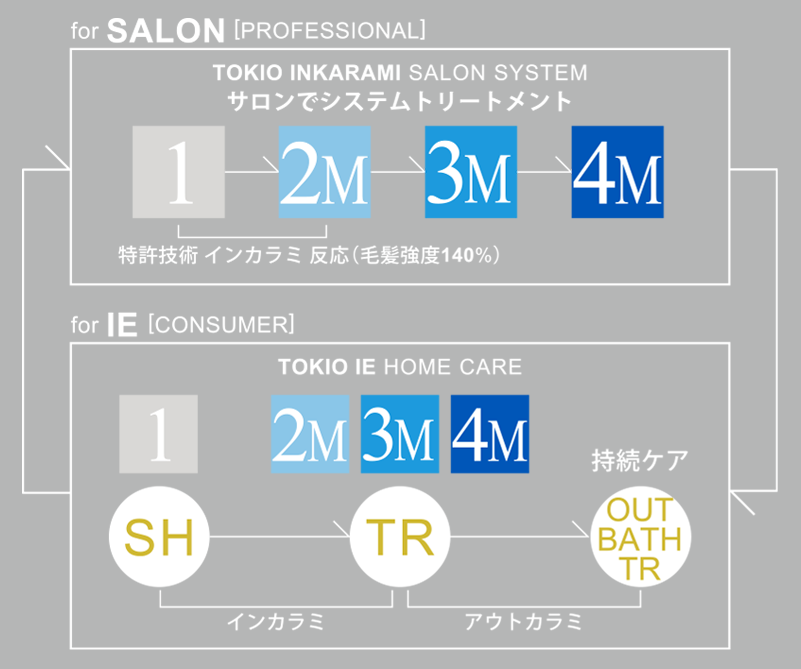 for SALON [PROFESSIONAL]
TOKIO INKARAMI SALON SYSTEM
サロンでシステムトリートメント
1 2M 3M 4M
特許技術 インカラミ 反応(毛髪強度140%)
for IE [CONSUMER]
TOKIO IE HOME CARE
1 2M 3M 4M
持続ケア
SH TR OUT
BATH
TR
インカラミ アウトカラミ